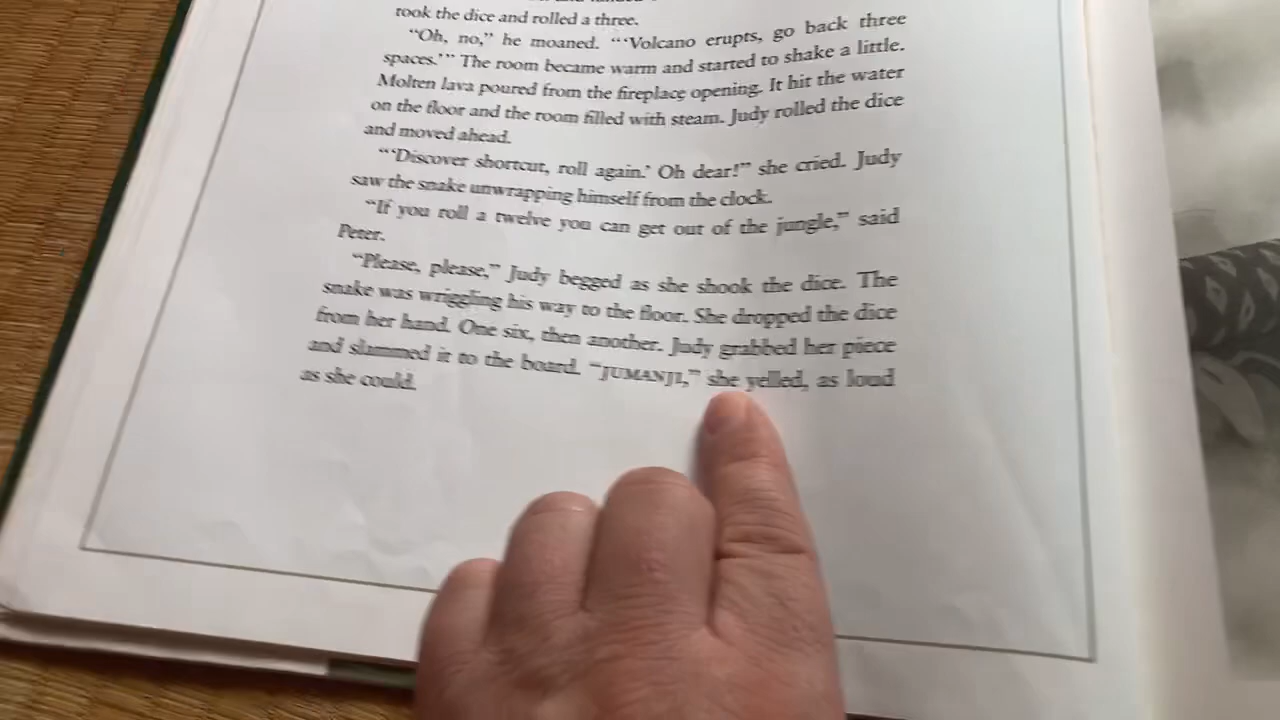 took the dice and rolled a three.
“Oh, no,” he moaned. “‘Volcano erupts, go back three
spaces.’” The room became warm and started to shake a little.
Molten lava poured from the fireplace opening. It hit the water
on the floor and the room filled with steam. Judy rolled the dice
and moved ahead.
“‘Discover shortcut, roll again.’ Oh dear!” she cried. Judy
saw the snake unwrapping himself from the clock.
“If you roll a twelve you can get out of the jungle,” said
Peter.
“Please, please,” Judy begged as she shook the dice. The
snake was wriggling his way to the floor. She dropped the dice
from her hand. One six, then another. Judy grabbed her piece
and slammed it to the board. “JUMANJI,” she yelled, as loud
as she could.